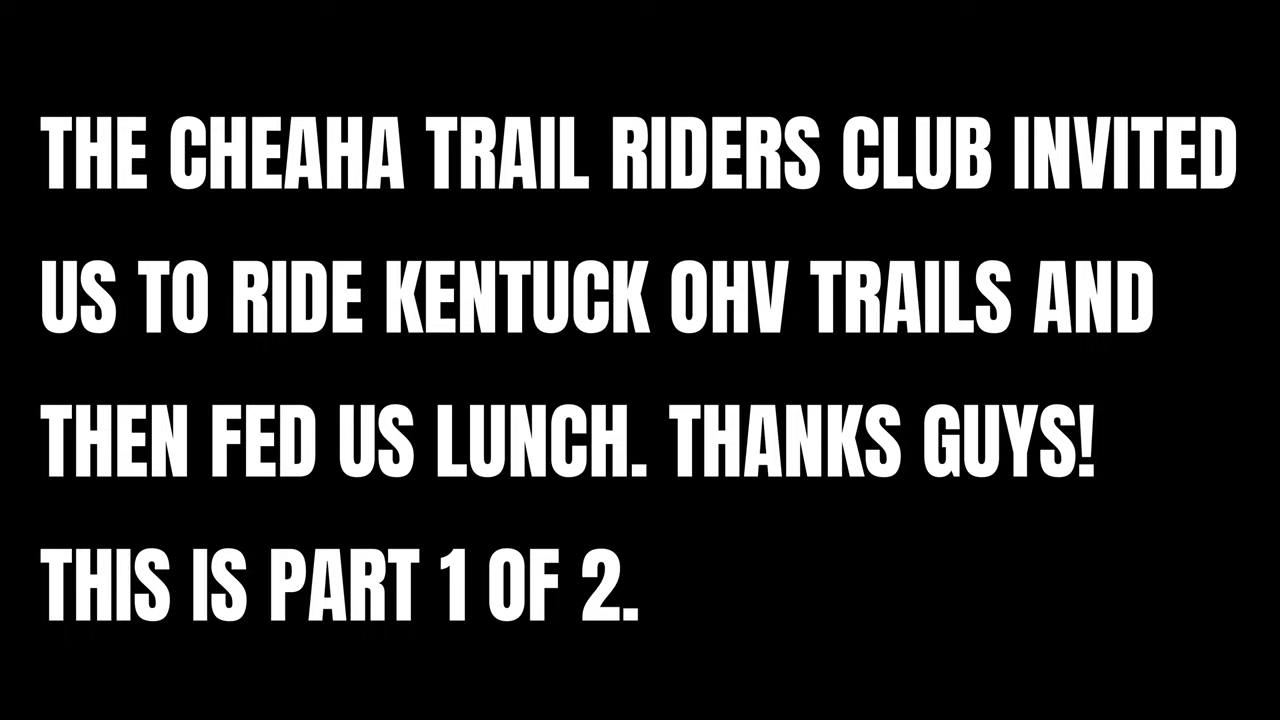 THE CHEAHA TRAIL RIDERS CLUB INVITED
US TO RIDE KENTUCK OHV TRAILS AND
THEN FED US LUNCH. THANKS GUYS!
THIS IS PART 1 OF 2.